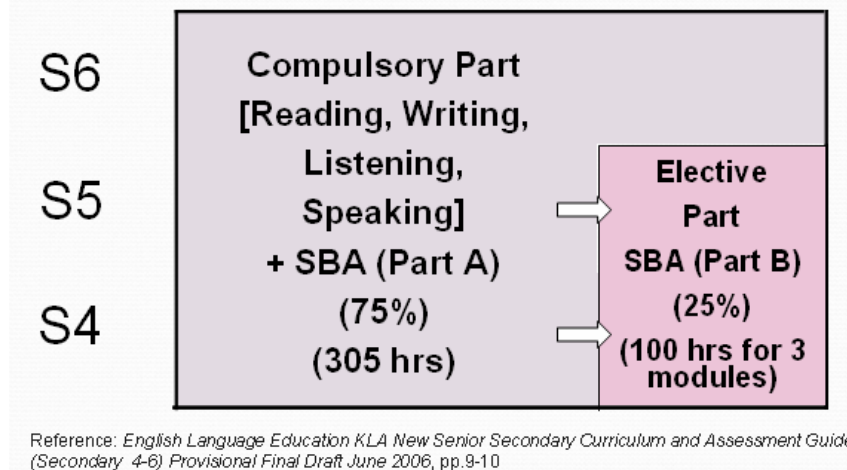 S6
S5
S4
Compulsory Part
[Reading, Writing,
Listening,
Speaking]
+ SBA (Part A)
(75%)
(305 hrs)
Elective
Part
SBA (Part B)
(25%)
(100 hrs for 3
modules)
Reference: English Language Education KLA New Senior Secondary Curriculum and Assessment Guide
(Secondary 4-6) Provisional Final Draft June 2006, pp.9-10